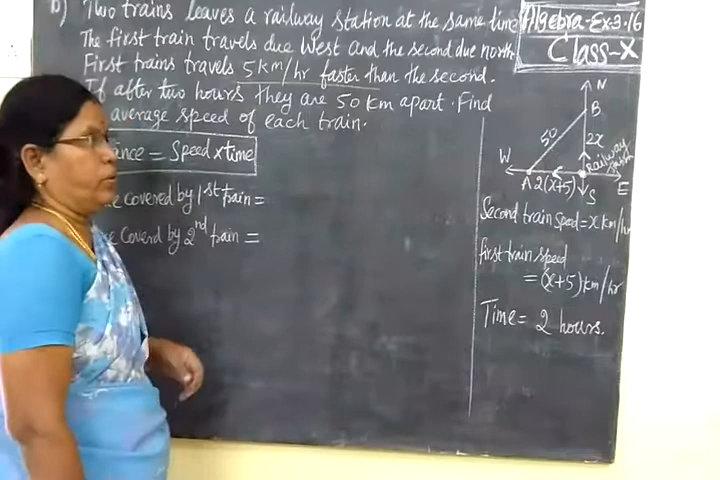 b) Two trains leaves a railway station at the same time
The first train travels due West and the second due north
First trains travels 5km/hr faster than the second.
If after two hours they are 50 km apart. Find
average speed of each train.
= Speed x time
covered by 1st train =
coverd by 2nd train =
Algebra-Ex-3.16
Class-X
N
B
50
2x
Railway
W
A 2(x+5)
S
E
Second train speed = x km/hr
first train speed
= (x+5) km/hr
Time = 2 hours.